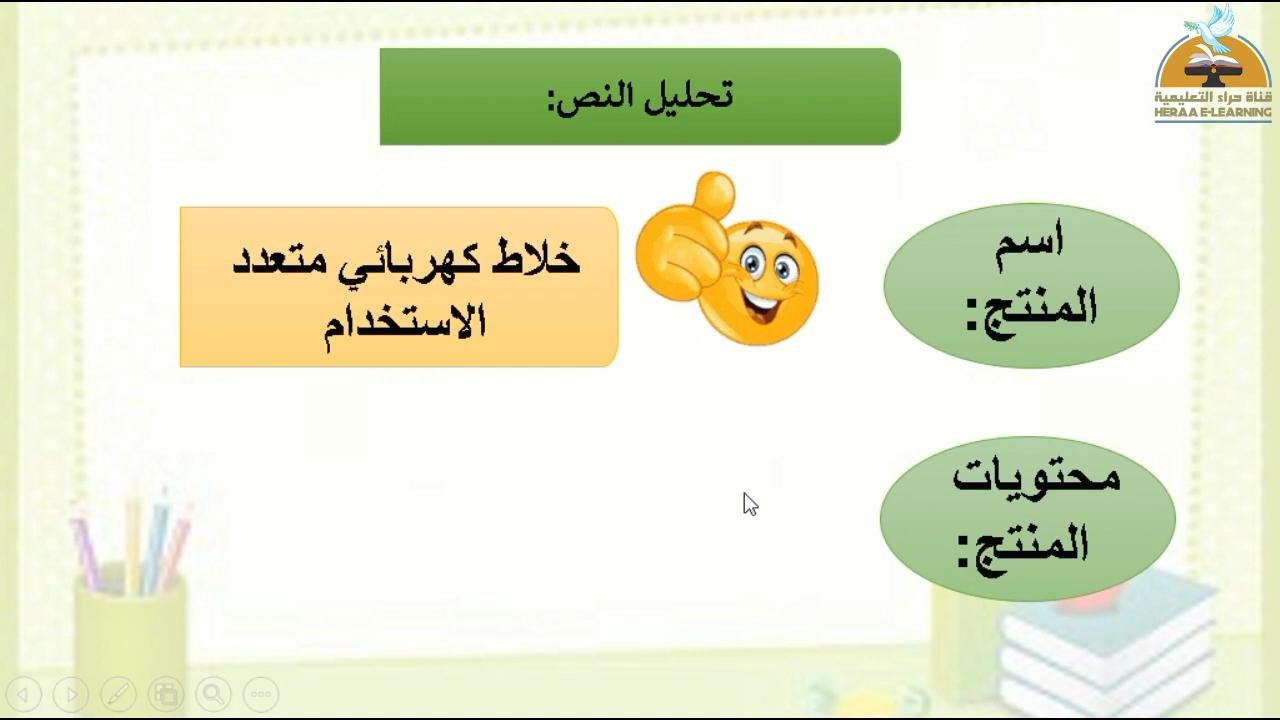 قناة حراء التعليمية
HERAA E-LEARNING
تحليل النص:
اسم
المنتج:
خلاط كهربائي متعدد
الاستخدام
محتويات
المنتج: